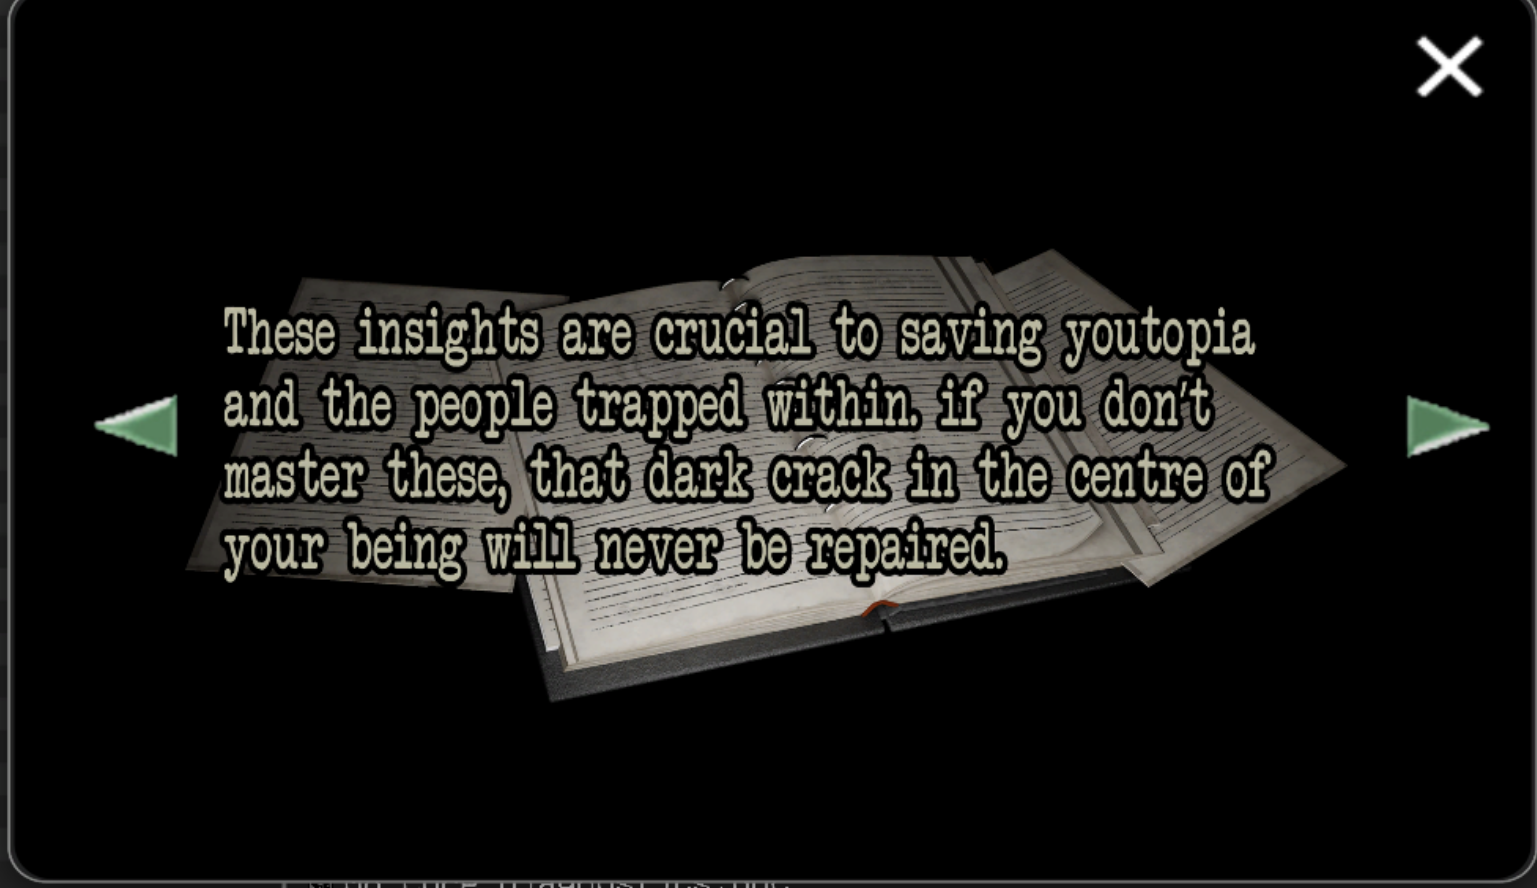 These insights are crucial to saving youtopia
and the people trapped within. if you don't
master these, that dark crack in the centre of
your being will never be repaired.